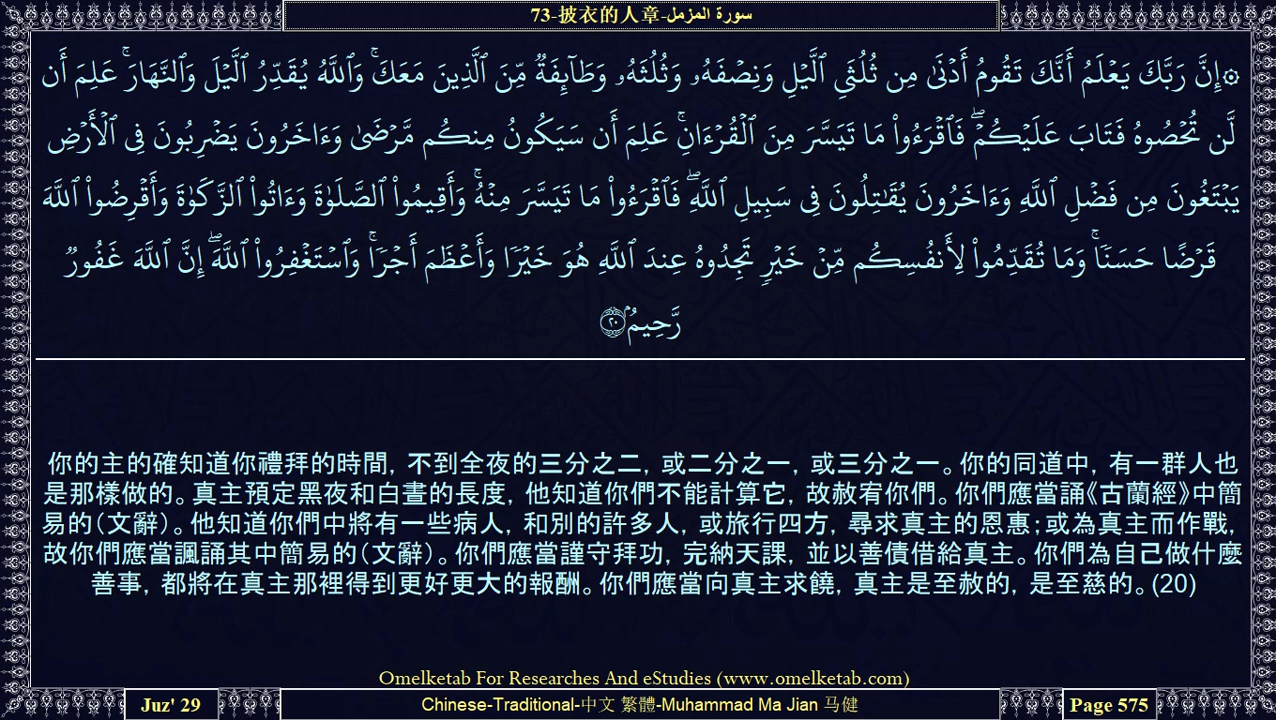 73-披衣的人章-سورة المزمل
۞إِنَّ رَبَّكَ يَعۡلَمُ أَنَّكَ تَقُومُ أَدۡنَىٰ مِن ثُلُثَيِ ٱلَّيۡلِ وَنِصۡفَهُۥ وَثُلُثَهُۥ وَطَآئِفَةٞ مِّنَ ٱلَّذِينَ مَعَكَۚ وَٱللَّهُ يُقَدِّرُ ٱلَّيۡلَ وَٱلنَّهَارَۚ عَلِمَ أَن
لَّن تُحۡصُوهُ فَتَابَ عَلَيۡكُمۡۖ فَٱقۡرَءُواْ مَا تَيَسَّرَ مِنَ ٱلۡقُرۡءَانِۚ عَلِمَ أَن سَيَكُونُ مِنكُم مَّرۡضَىٰ وَءَاخَرُونَ يَضۡرِبُونَ فِي ٱلۡأَرۡضِ
يَبۡتَغُونَ مِن فَضۡلِ ٱللَّهِ وَءَاخَرُونَ يُقَٰتِلُونَ فِي سَبِيلِ ٱللَّهِۖ فَٱقۡرَءُواْ مَا تَيَسَّرَ مِنۡهُۚ وَأَقِيمُواْ ٱلصَّلَوٰةَ وَءَاتُواْ ٱلزَّكَوٰةَ وَأَقۡرِضُواْ ٱللَّهَ
قَرۡضًا حَسَنٗاۚ وَمَا تُقَدِّمُواْ لِأَنفُسِكُم مِّنۡ خَيۡرٖ تَجِدُوهُ عِندَ ٱللَّهِ هُوَ خَيۡرٗا وَأَعۡظَمَ أَجۡرٗاۚ وَٱسۡتَغۡفِرُواْ ٱللَّهَۖ إِنَّ ٱللَّهَ غَفُورٞ
رَّحِيمُۢ ٢٠
你的主的確知道你禮拜的時間，不到全夜的三分之二，或二分之一，或三分之一。你的同道中，有一群人也
是那樣做的。真主預定黑夜和白晝的長度，他知道你們不能計算它，故赦宥你們。你們應當誦《古蘭經》中簡
易的（文辭）。他知道你們中將有一些病人，和別的許多人，或旅行四方，尋求真主的恩惠；或為真主而作戰，
故你們應當諷誦其中簡易的（文辭）。你們應當謹守拜功，完納天課，並以善債借給真主。你們為自己做什麼
善事，都將在真主那裡得到更好更大的報酬。你們應當向真主求饒，真主是至赦的，是至慈的。(20)
Omelketab For Researches And eStudies (www.omelketab.com)
Juz' 29
Chinese-Traditional-中文 繁體-Muhammad Ma Jian 马健
Page 575